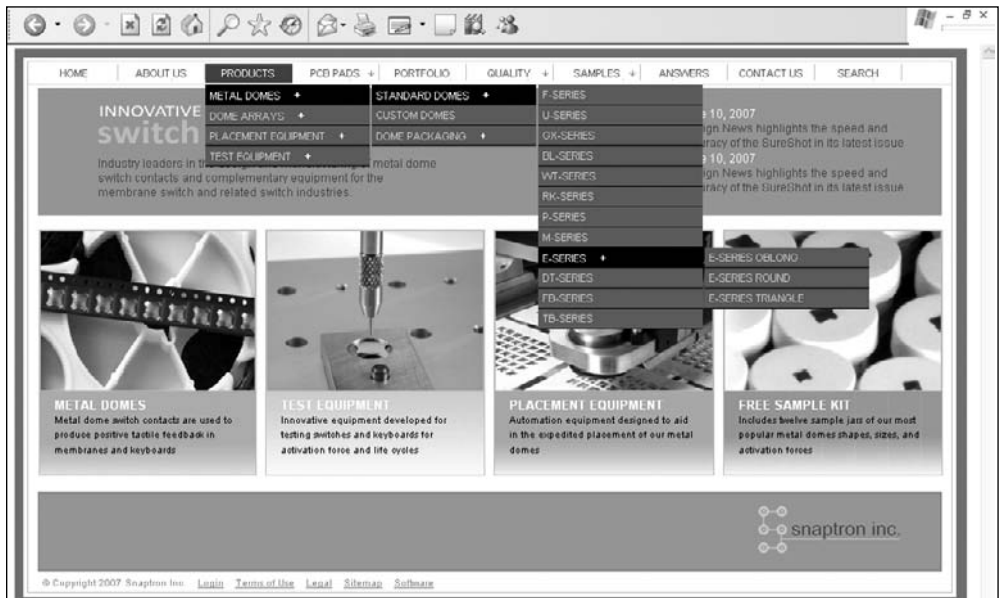 HOME ABOUT US PRODUCTS PCB PADS + PORTFOLIO QUALITY + SAMPLES + ANSWERS CONTACT US SEARCH
METAL DOMES +
DOME ARRAYS +
PLACEMENT EQUIPMENT +
TEST EQUIPMENT +
STANDARD DOMES +
CUSTOM DOMES
DOME PACKAGING +
F-SERIES
U-SERIES
GX-SERIES
BL-SERIES
WT-SERIES
RK-SERIES
P-SERIES
M-SERIES
E-SERIES +
DT-SERIES
FB-SERIES
TB-SERIES
E-SERIES OBLONG
E-SERIES ROUND
E-SERIES TRIANGLE
INNOVATIVE
switch
Industry leaders in metal dome
switch contacts and complementary equipment for the
membrane switch and related switch industries.
10, 2007
News highlights the speed and
of the SureShot in its latest issue
10, 2007
News highlights the speed and
of the SureShot in its latest issue
METAL DOMES
Metal dome switch contacts are used to
produce positive tactile feedback in
membranes and keyboards
TEST EQUIPMENT
Innovative equipment developed for
testing switches and keyboards for
activation force and life cycles
PLACEMENT EQUIPMENT
Automation equipment designed to aid
in the expedited placement of our metal
domes
FREE SAMPLE KIT
Includes twelve sample jars of our most
popular metal domes shapes, sizes, and
activation forces
snaptron inc.
© Copyright 2007 Snaptron Inc. Login Terms of Use Legal Sitemap Software